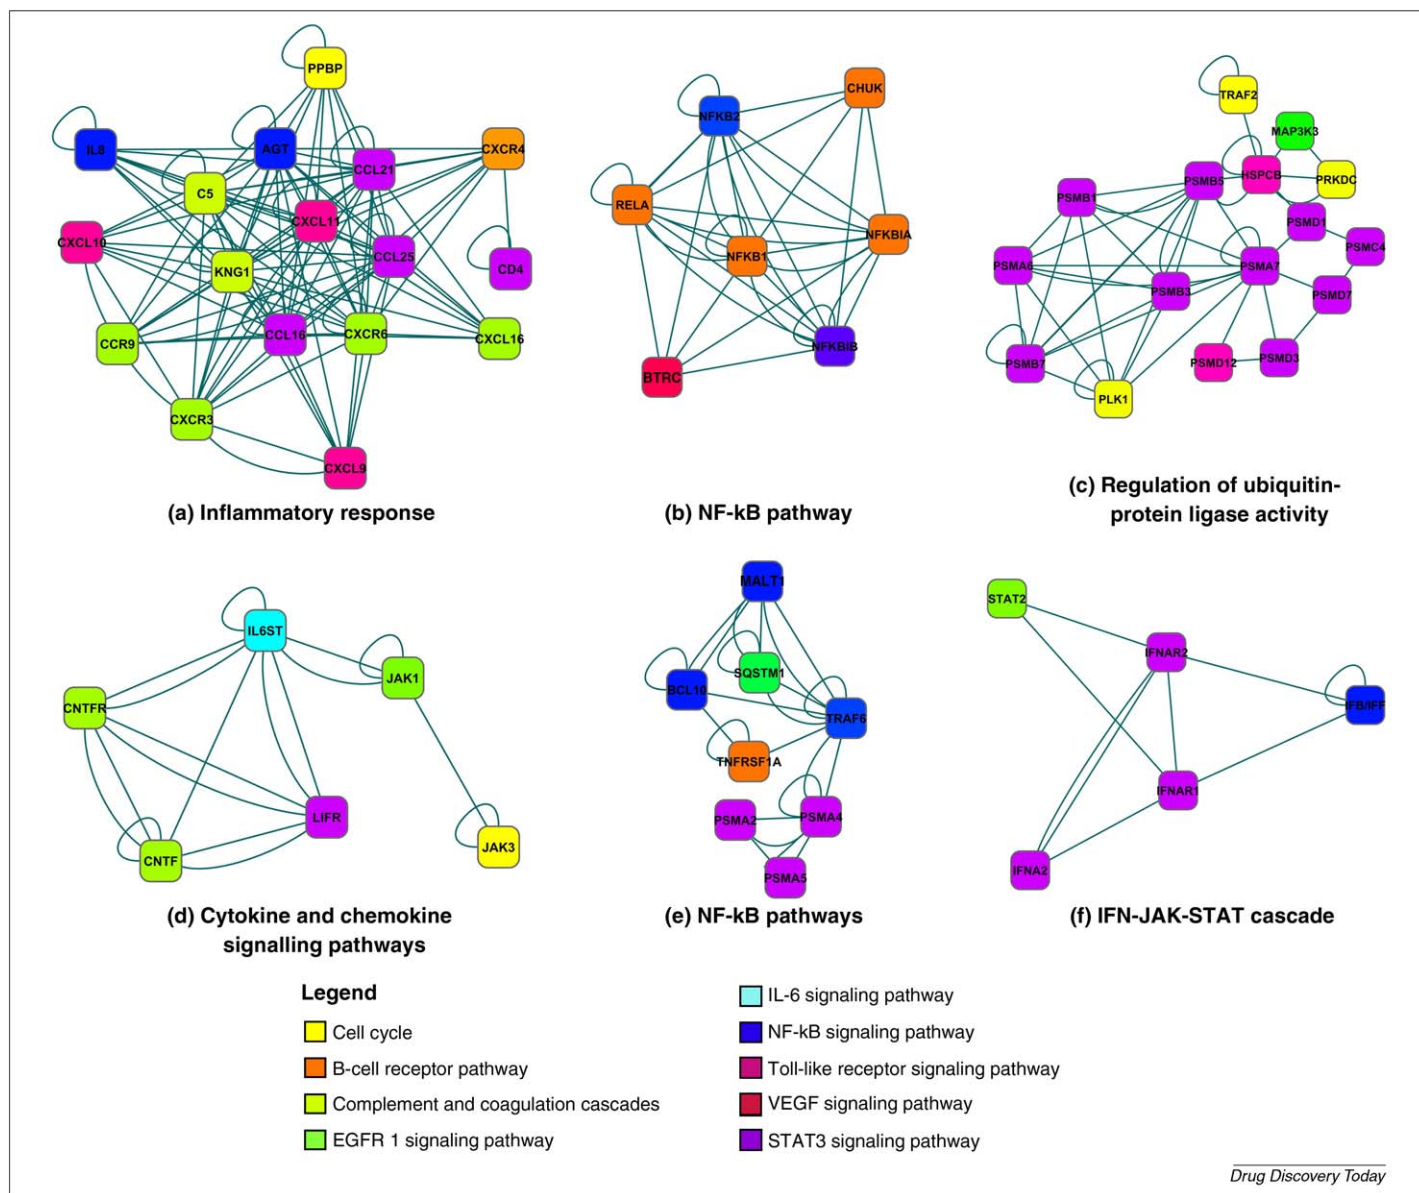 PPBP
IL8
AGT
CXCR4
CCL21
C5
CXCL11
CXCL10
CCL25
KNG1
CD4
CCL16
CXCR6
CXCL16
CCR9
CXCR3
CXCL9
(a) Inflammatory response
CHUK
NFKB2
RELA
NFKBIA
NFKB1
NFKBIB
BTRC
(b) NF-kB pathway
TRAF2
MAP3K3
HSPCB
PRKDC
PSMB5
PSMB1
PSMD1
PSMC4
PSMA6
PSMA7
PSMB3
PSMD7
PSMB7
PSMD12
PSMD3
PLK1
(c) Regulation of ubiquitin-
protein ligase activity
IL6ST
JAK1
CNTFR
LIFR
CNTF
JAK3
(d) Cytokine and chemokine
signalling pathways
MALT1
SQSTM1
BCL10
TRAF6
TNFRSF1A
PSMA2
PSMA4
PSMA5
(e) NF-kB pathways
STAT2
IFNAR2
IFB/IFF
IFNAR1
IFNA2
(f) IFN-JAK-STAT cascade
Legend
Cell cycle
B-cell receptor pathway
Complement and coagulation cascades
EGFR 1 signaling pathway
IL-6 signaling pathway
NF-kB signaling pathway
Toll-like receptor signaling pathway
VEGF signaling pathway
STAT3 signaling pathway
Drug Discovery Today